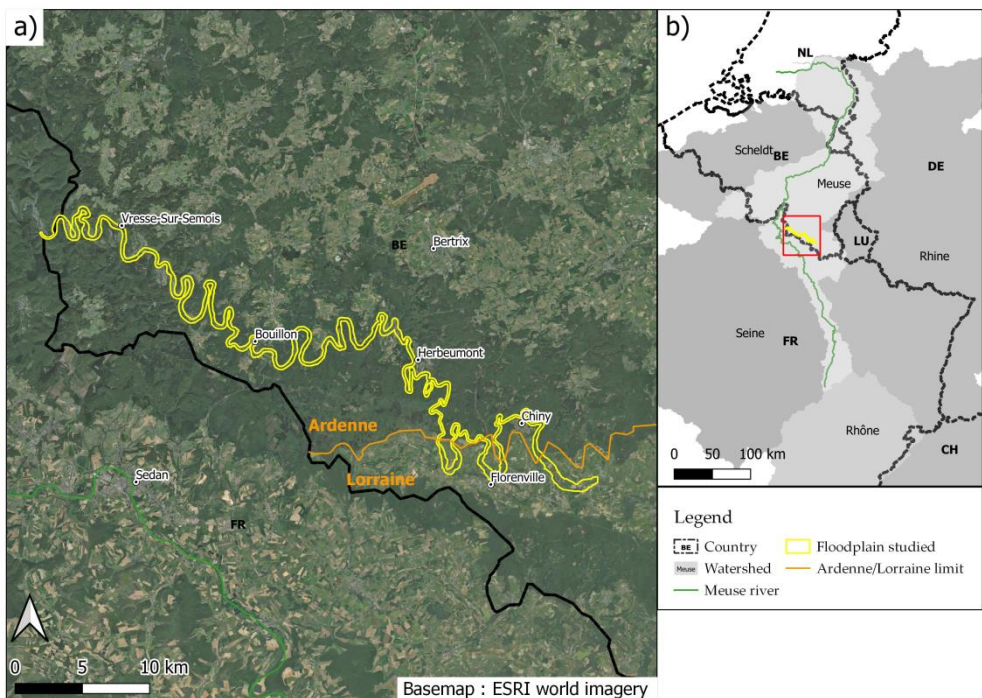 a)
Vresse-Sur-Semois
BE
Bertrix
Bouillon
Herbeumont
Chiny
Ardenne
Lorraine
Sedan
Florenville
FR
0 5 10 km
Basemap : ESRI world imagery
b)
NL
Scheldt
BE
Meuse
DE
LU
Rhine
Seine
FR
Rhône
CH
0 50 100 km
Legend
BE Country
Floodplain studied
Meuse Watershed
Ardenne/Lorraine limit
Meuse river